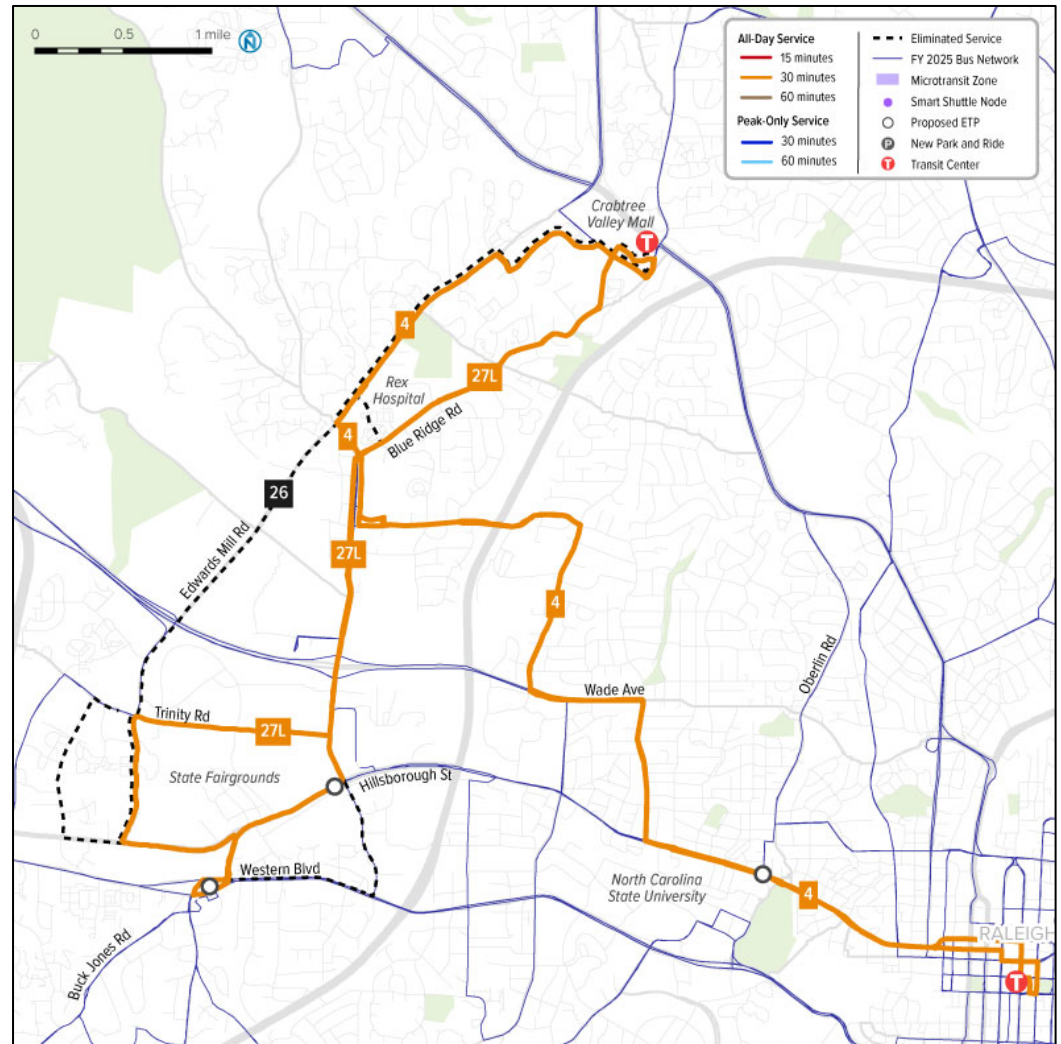 0 0.5 1 mile
N
All-Day Service
15 minutes
30 minutes
60 minutes
Peak-Only Service
30 minutes
60 minutes
Eliminated Service
FY 2025 Bus Network
Microtransit Zone
Smart Shuttle Node
Proposed ETP
P New Park and Ride
T Transit Center
Crabtree
Valley Mall
T
4
27L
Rex
Hospital
4
Blue Ridge Rd
26
27L
Edwards Mill Rd
4
Oberlin Rd
Wade Ave
Trinity Rd
27L
State Fairgrounds
Hillsborough St
Western Blvd
North Carolina
State University
4
RALEIGH
Buck Jones Rd
T